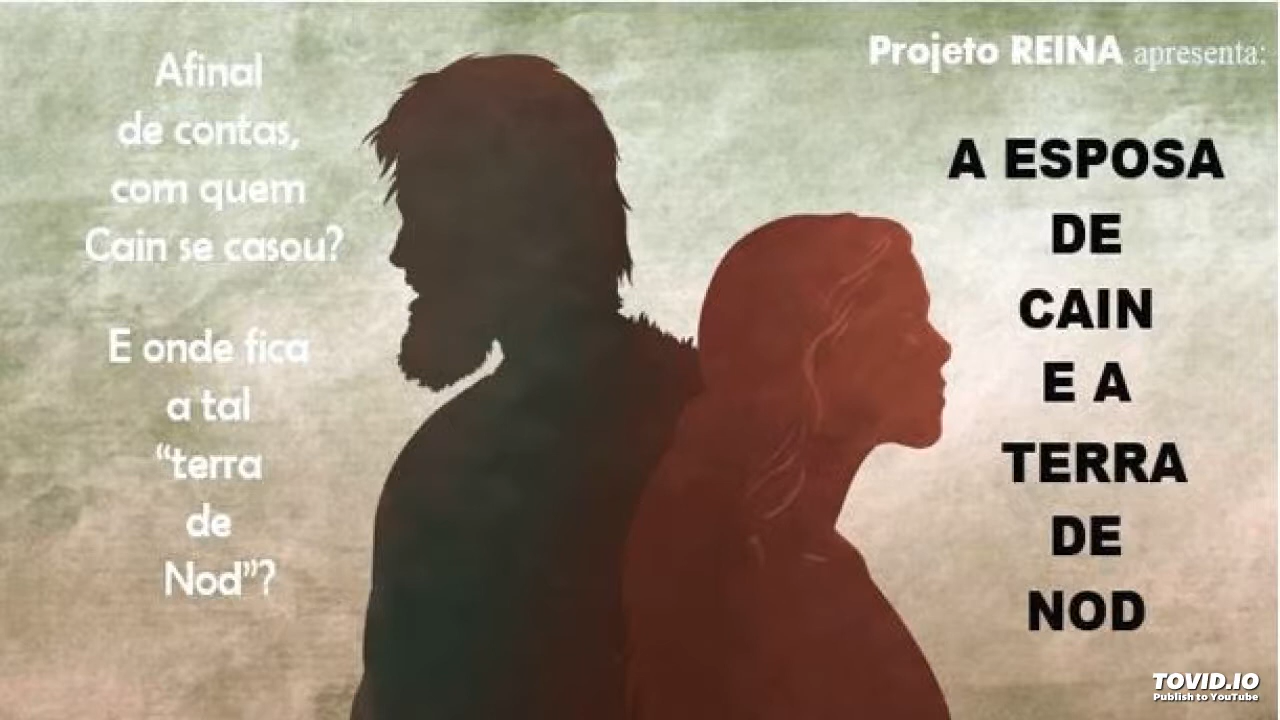 Afinal
de contas,
com quem
Cain se casou?
E onde fica
a tal
“terra
de
Nod”?
Projeto REINA apresenta:
A ESPOSA
DE
CAIN
E A
TERRA
DE
NOD
TOVID.IO
Publish to YouTube